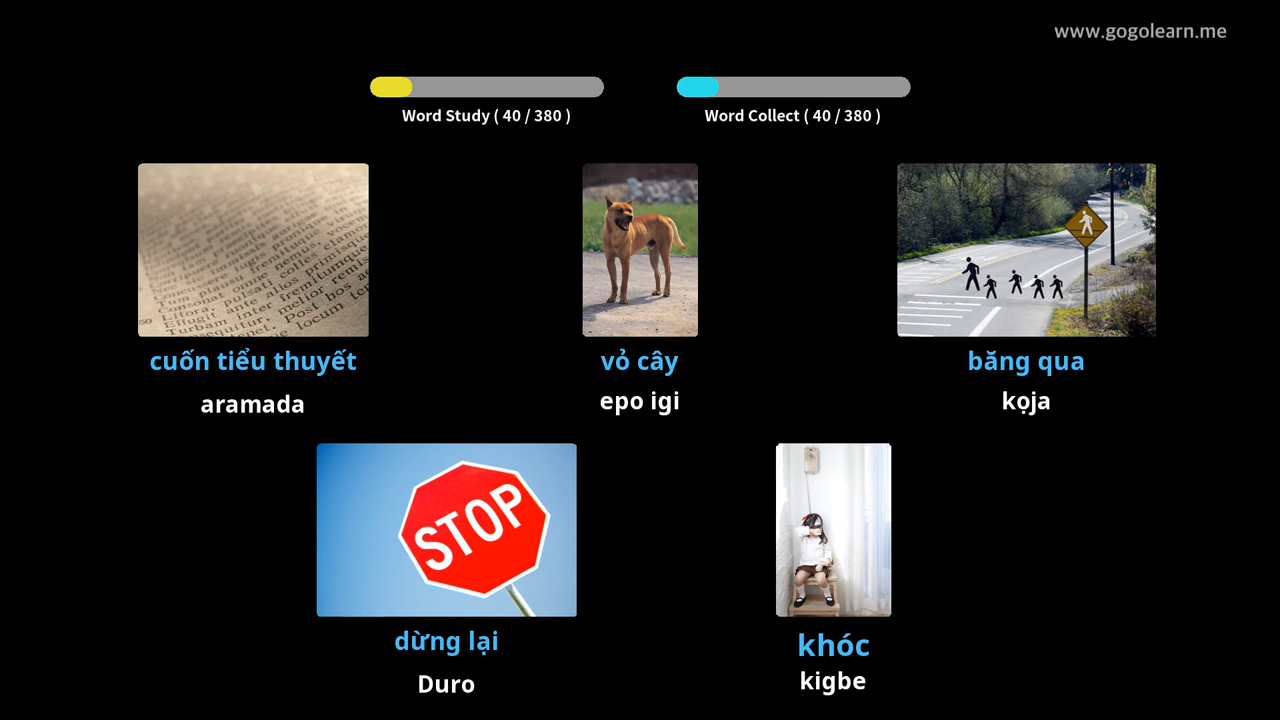 www.gogolearn.me
Word Study ( 40 / 380 )
Word Collect ( 40 / 380 )
cuốn tiểu thuyết
aramada
vỏ cây
epo igi
băng qua
kọja
STOP
dừng lại
Duro
khóc
kigbe